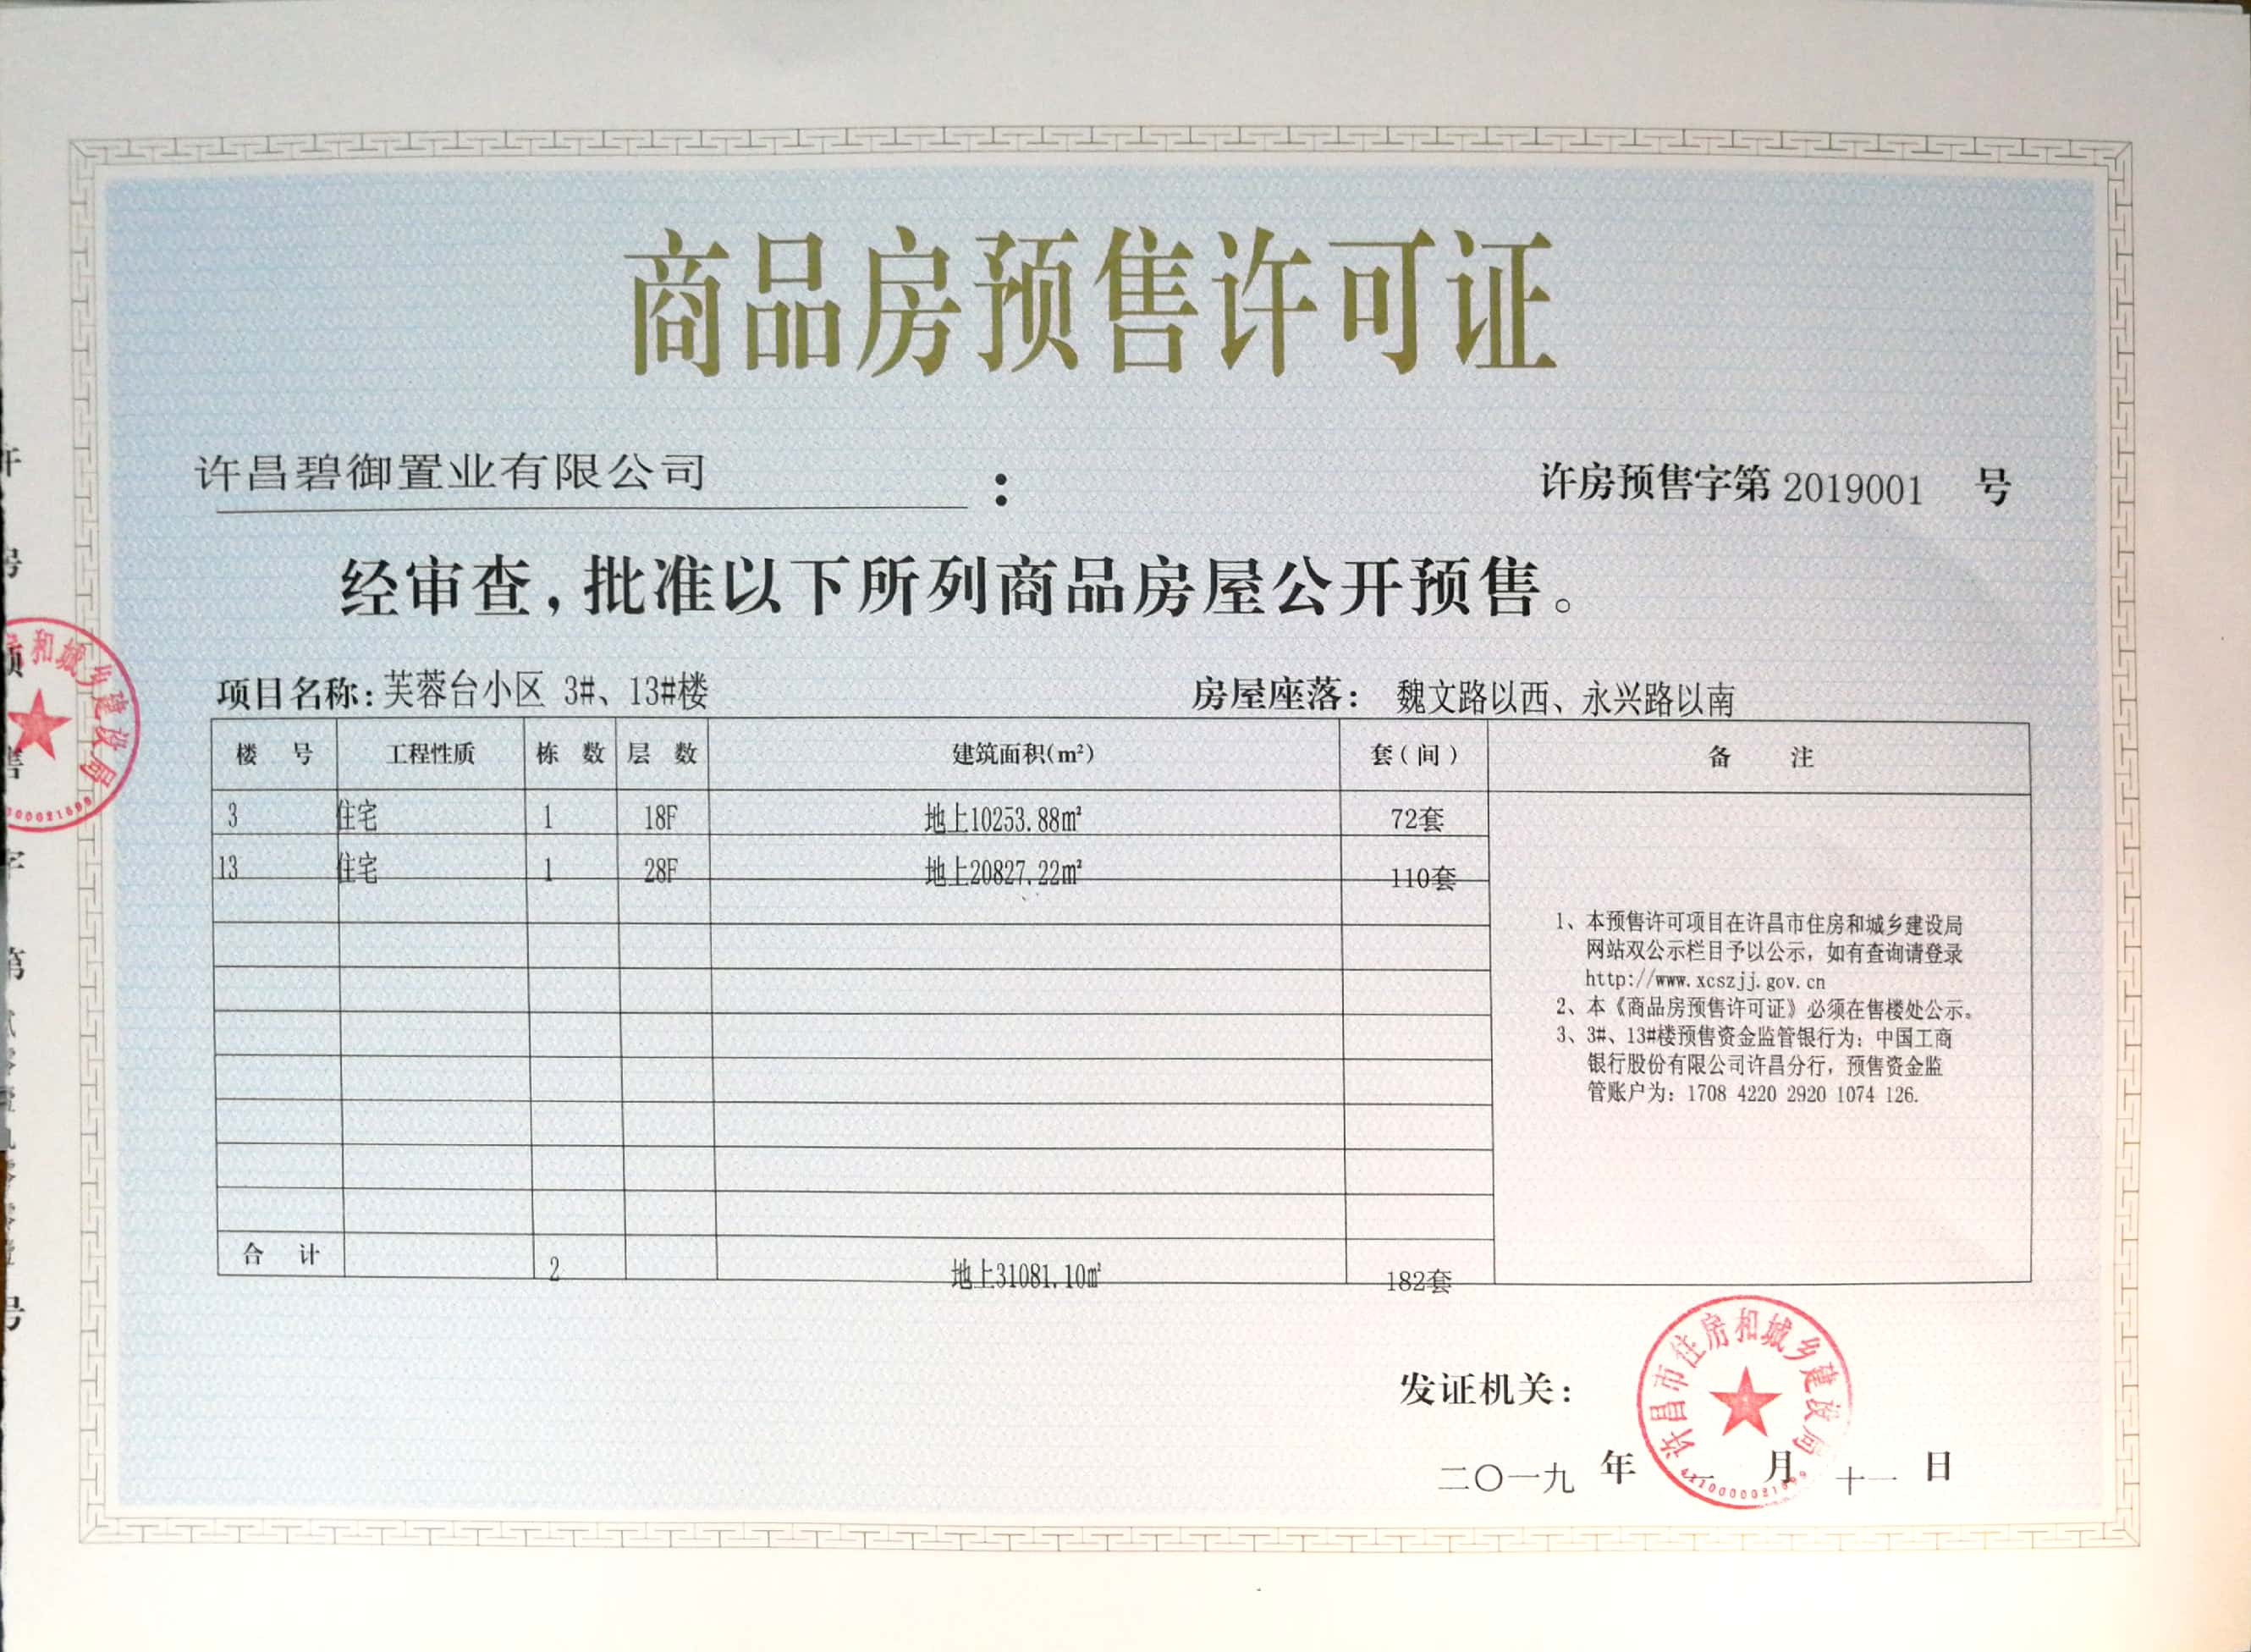 商品房预售许可证
许昌碧御置业有限公司：
许房预售字第 2019001 号
经审查,批准以下所列商品房屋公开预售。
项目名称:芙蓉台小区 3#、13#楼
房屋座落： 魏文路以西、永兴路以南
楼 号 工程性质 栋 数 层 数 建筑面积(m²) 套(间) 备 注
3 住宅 1 18F 地上10253.88㎡ 72套
13 住宅 1 28F 地上20827.22㎡ 110套
1、本预售许可项目在许昌市住房和城乡建设局
网站双公示栏目予以公示，如有查询请登录
http://www.xcszjj.gov.cn
2、本《商品房预售许可证》必须在售楼处公示。
3、3#、13#楼预售资金监管银行为：中国工商
银行股份有限公司许昌分行，预售资金监
管账户为：1708 4220 2920 1074 126.
合 计 2 地上31081.10㎡ 182套
发证机关:
许昌市住房和城乡建设局
二〇一九 年 一 月 十一 日
和城乡建设局
售
第
号